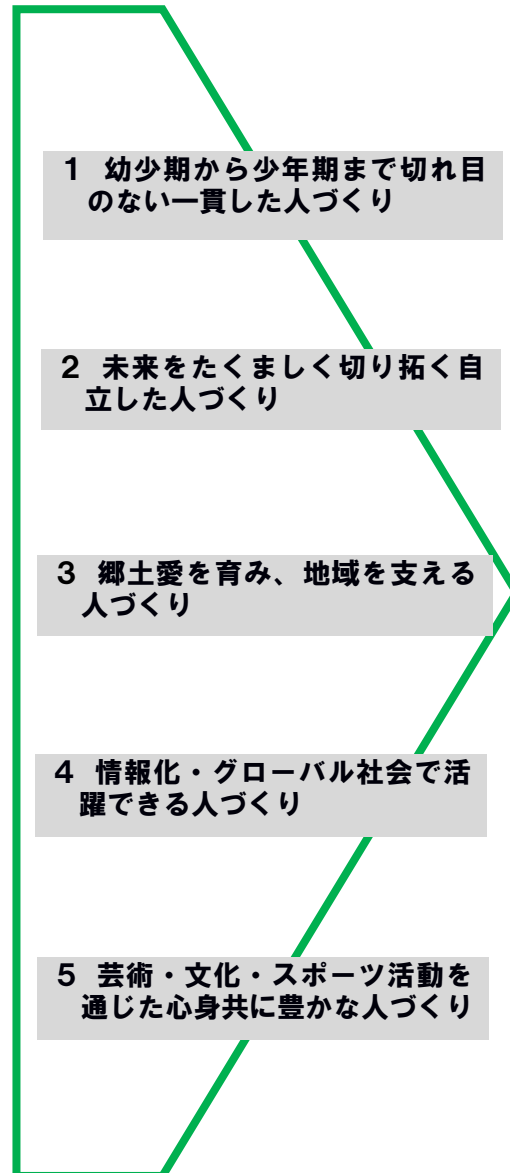 1 幼少期から少年期まで切れ目
のない一貫した人づくり
2 未来をたくましく切り拓く自
立した人づくり
3 郷土愛を育み、地域を支える
人づくり
4 情報化・グローバル社会で活
躍できる人づくり
5 芸術・文化・スポーツ活動を
通じた心身共に豊かな人づくり